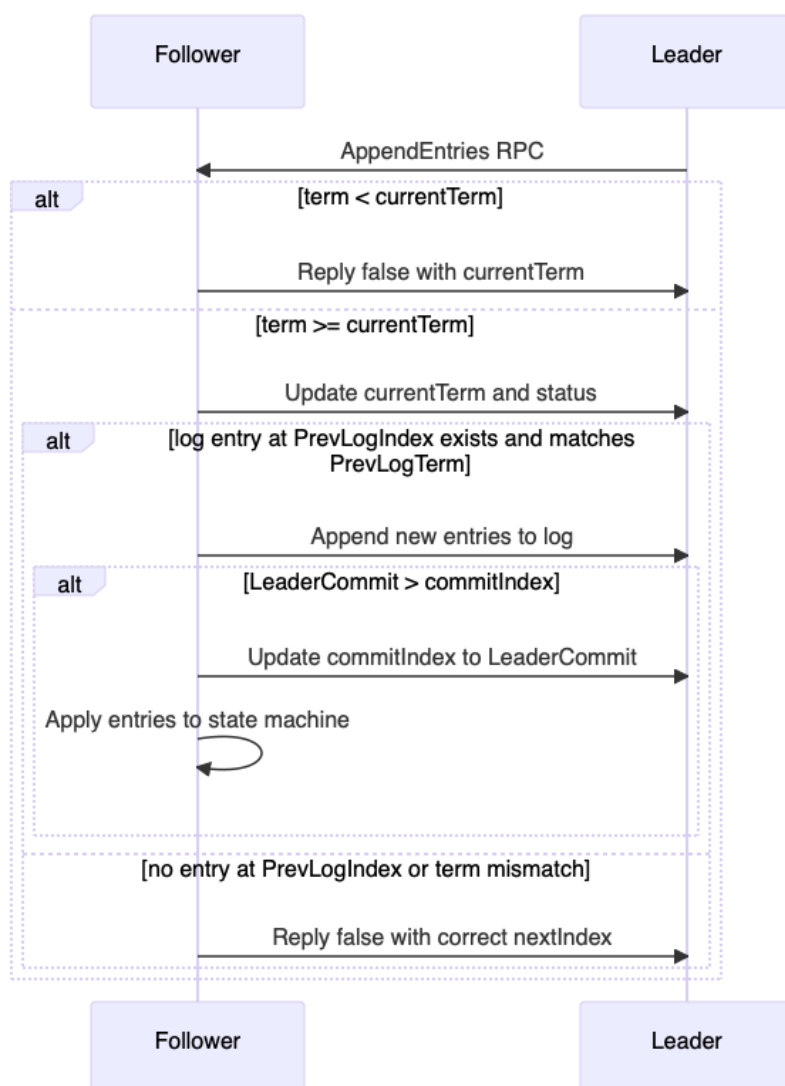 Follower
Leader
AppendEntries RPC
alt
[term < currentTerm]
Reply false with currentTerm
[term >= currentTerm]
Update currentTerm and status
alt
[log entry at PrevLogIndex exists and matches
PrevLogTerm]
Append new entries to log
alt
[LeaderCommit > commitIndex]
Update commitIndex to LeaderCommit
Apply entries to state machine
[no entry at PrevLogIndex or term mismatch]
Reply false with correct nextIndex
Follower
Leader